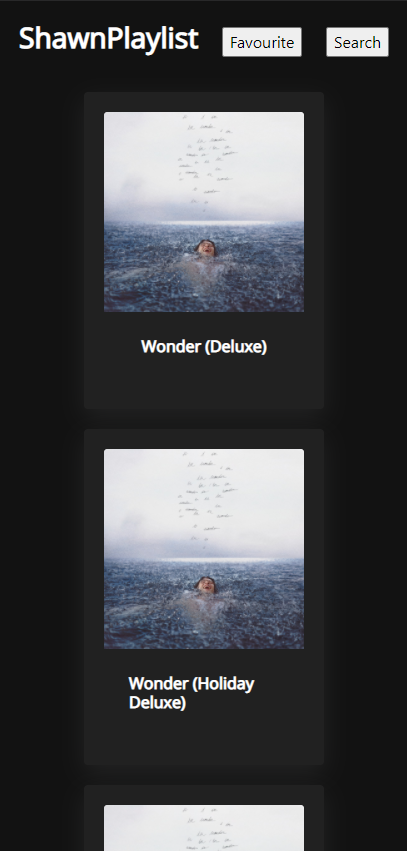 ShawnPlaylist
Favourite
Search
Wonder (Deluxe)
Wonder (Holiday
Deluxe)